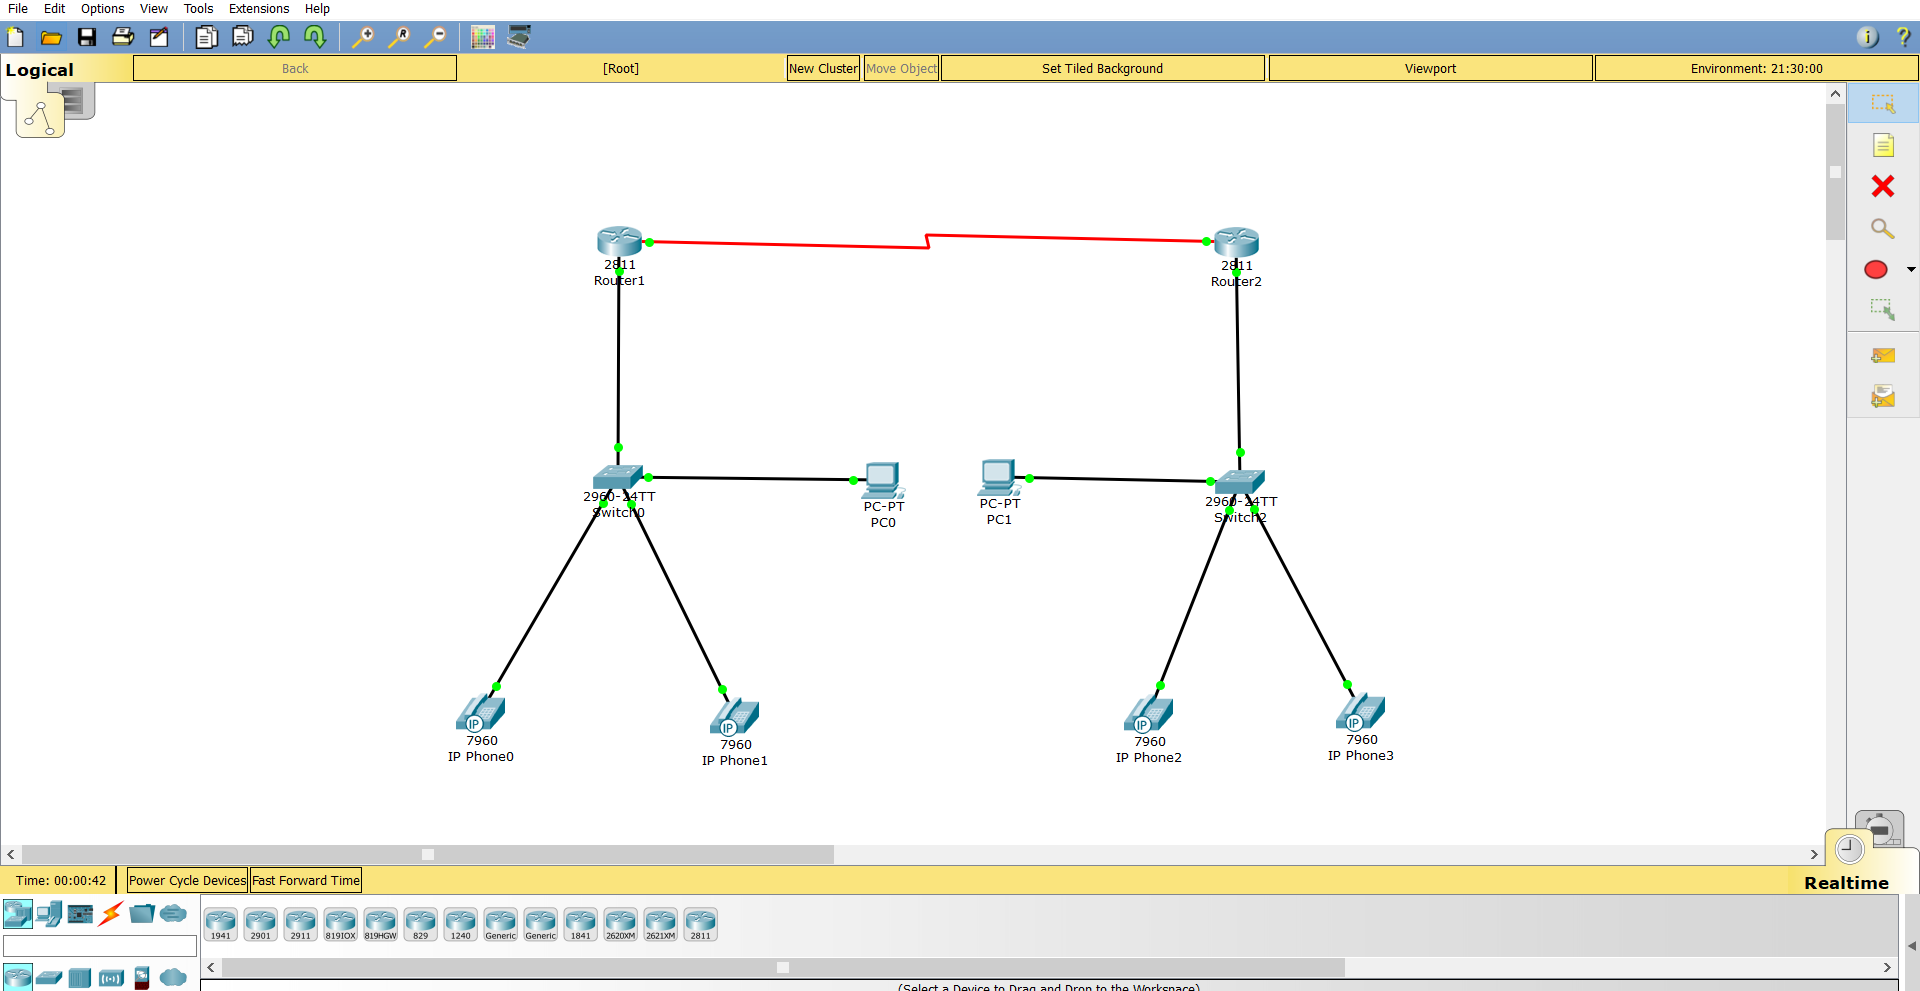 File Edit Options View Tools Extensions Help
Logical
Back
[Root]
New Cluster
Move Object
Set Tiled Background
Viewport
Environment: 21:30:00
2811
Router1
2811
Router2
2960-24TT
Switch0
PC-PT
PC0
PC-PT
PC1
2960-24TT
Switch2
IP
7960
IP Phone0
IP
7960
IP Phone1
IP
7960
IP Phone2
IP
7960
IP Phone3
Time: 00:00:42
Power Cycle Devices
Fast Forward Time
Realtime
1941
2901
2911
819IOX
819HGW
829
1240
Generic
Generic
1841
2620XM
2621XM
2811
(Select a Device to Drag and Drop to the Workspace)